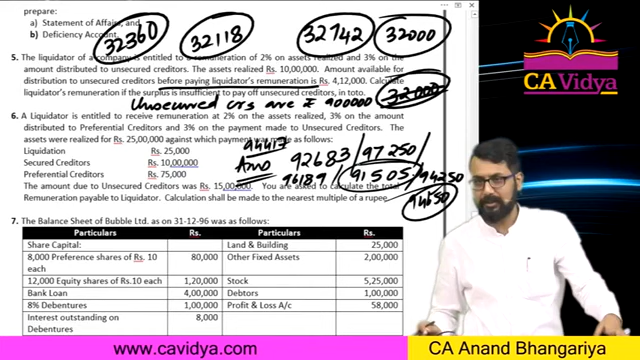 prepare:
a) Statement of Affairs, and
b) Deficiency Account.
32360 32118 32742 32000
5. The liquidator of a company is entitled to a remuneration of 2% on assets realized and 3% on
the amount distributed to unsecured creditors. The assets realized Rs. 10,00,000. Amount available for
distribution to unsecured creditors before paying liquidator's remuneration is Rs. 4,12,000. Calculate
liquidator's remuneration if the surplus is insufficient to pay off unsecured creditors, in toto.
Unsecured crs are ₹ 900000 32000
6. A Liquidator is entitled to receive remuneration at 2% on the assets realized, 3% on the amount
distributed to Preferential Creditors and 3% on the payment made to Unsecured Creditors. The
assets were realized for Rs. 25,00,000 against which payment was made as follows:
Liquidation Rs. 25,000
Secured Creditors Rs. 10,00,000
Preferential Creditors Rs. 75,000
Ans 92683 97250
96189 91505 94250
94650
The amount due to Unsecured Creditors was Rs. 15,00,000. You are asked to calculate the total
Remuneration payable to Liquidator. Calculation shall be made to the nearest multiple of a rupee.
7. The Balance Sheet of Bubble Ltd. as on 31-12-96 was as follows:
Particulars Rs. Particulars Rs.
Share Capital: Land & Building 25,000
8,000 Preference shares of Rs. 10 each 80,000 Other Fixed Assets 2,00,000
12,000 Equity shares of Rs.10 each 1,20,000 Stock 5,25,000
Bank Loan 4,00,000 Debtors 1,00,000
8% Debentures 1,00,000 Profit & Loss A/c 58,000
Interest outstanding on Debentures 8,000
CA Vidya
www.cavidya.com
CA Anand Bhangariya